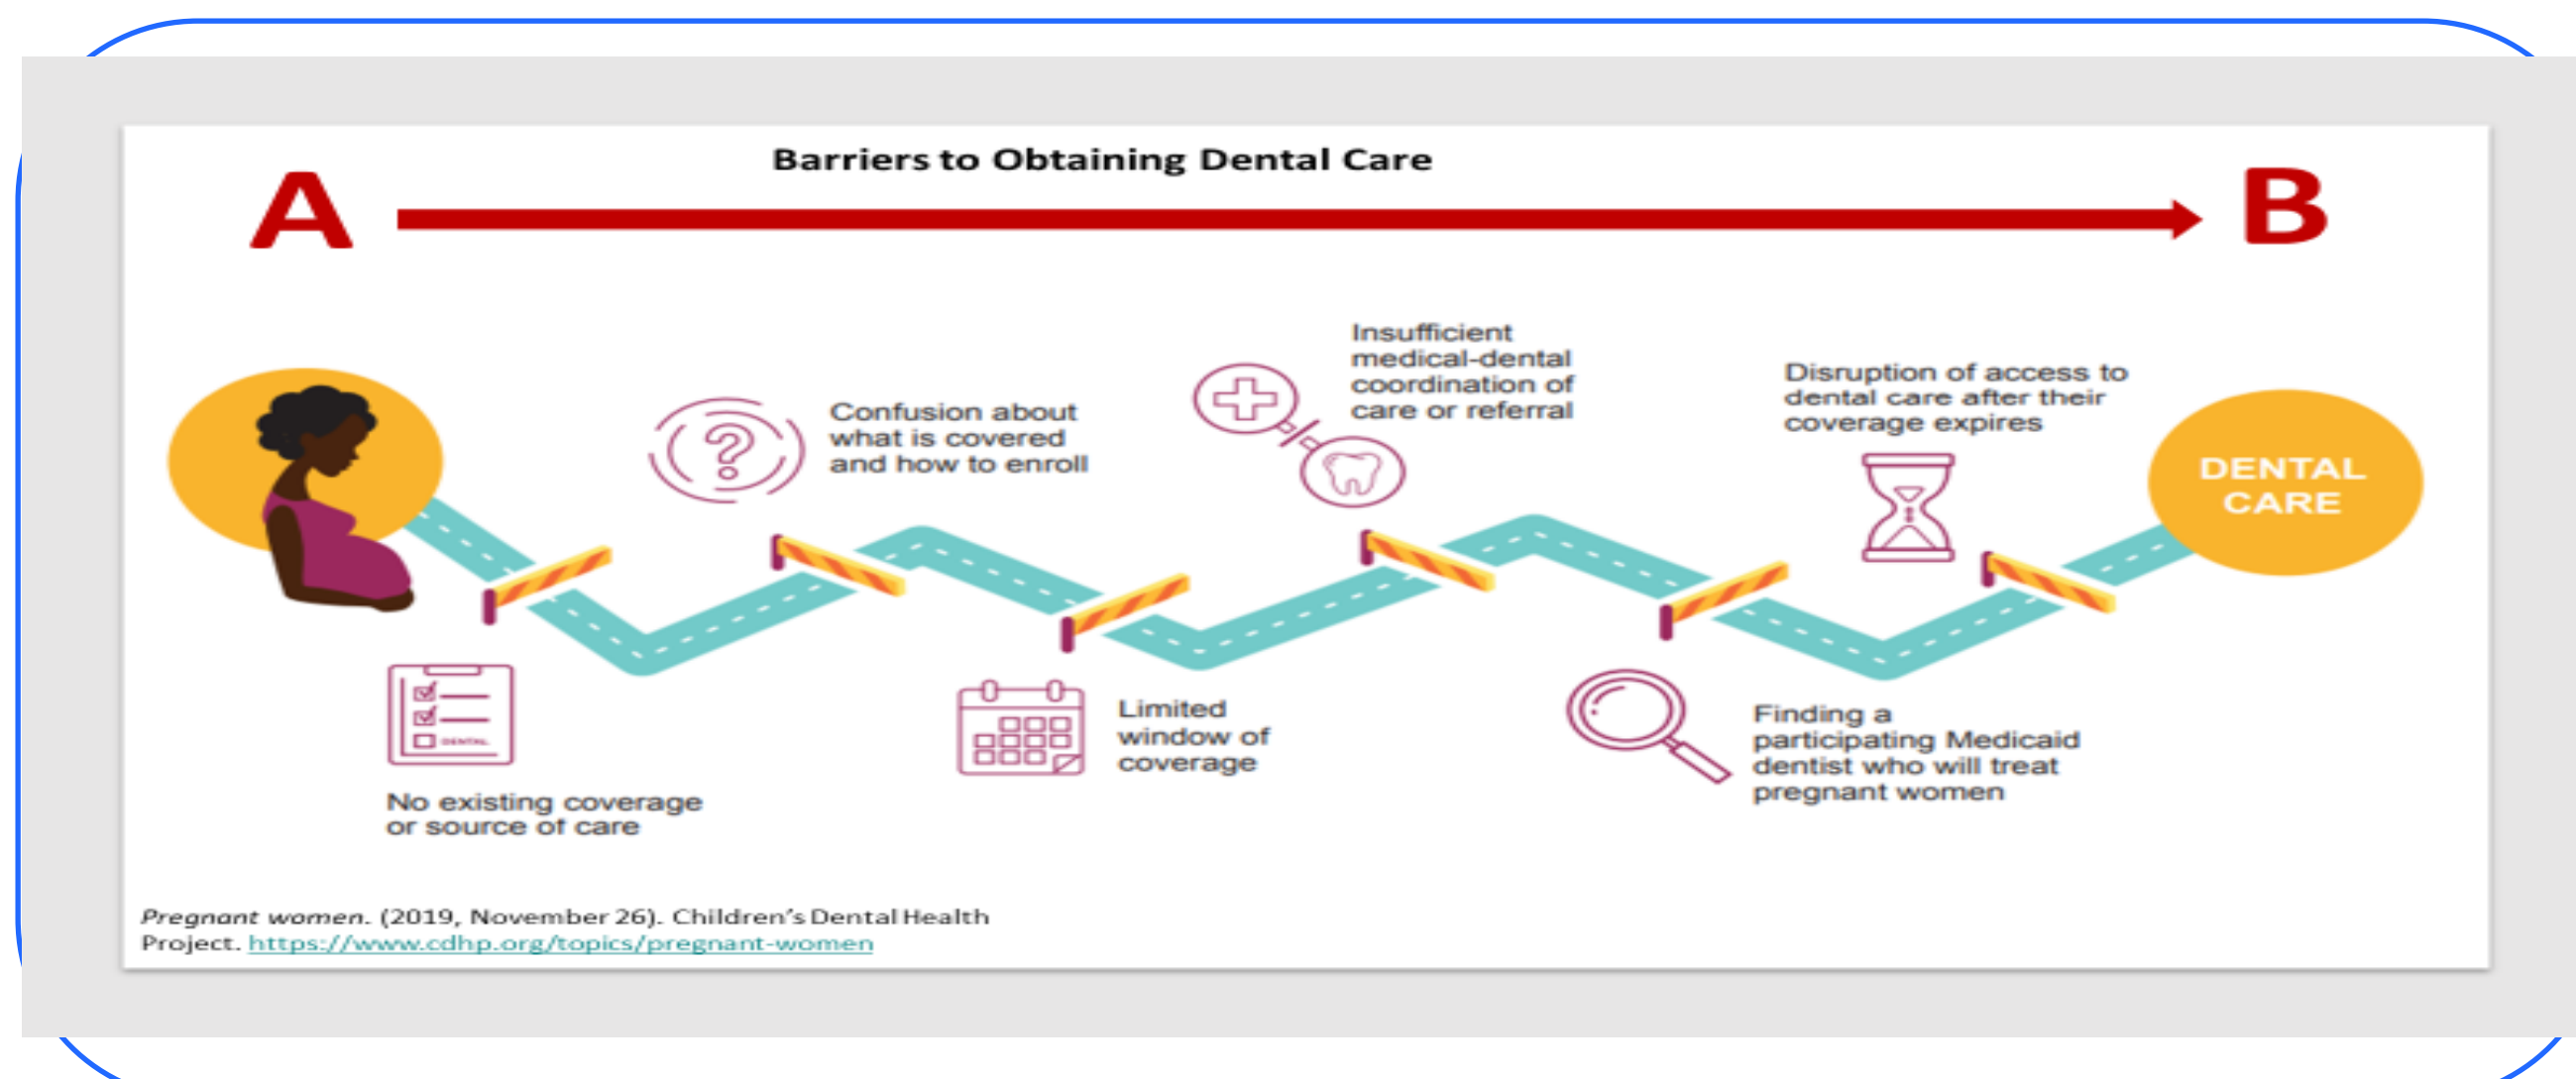 Barriers to Obtaining Dental Care
A
B
No existing coverage
or source of care
DENTAL
Confusion about
what is covered
and how to enroll
Limited
window of
coverage
Insufficient
medical-dental
coordination of
care or referral
Finding a
participating Medicaid
dentist who will treat
pregnant women
Disruption of access to
dental care after their
coverage expires
DENTAL
CARE
Pregnant women. (2019, November 26). Children's Dental Health
Project. https://www.cdhp.org/topics/pregnant-women